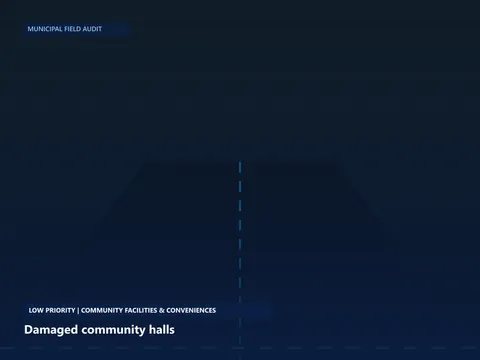 MUNICIPAL FIELD AUDIT
LOW PRIORITY | COMMUNITY FACILITIES & CONVENIENCES
Damaged community halls